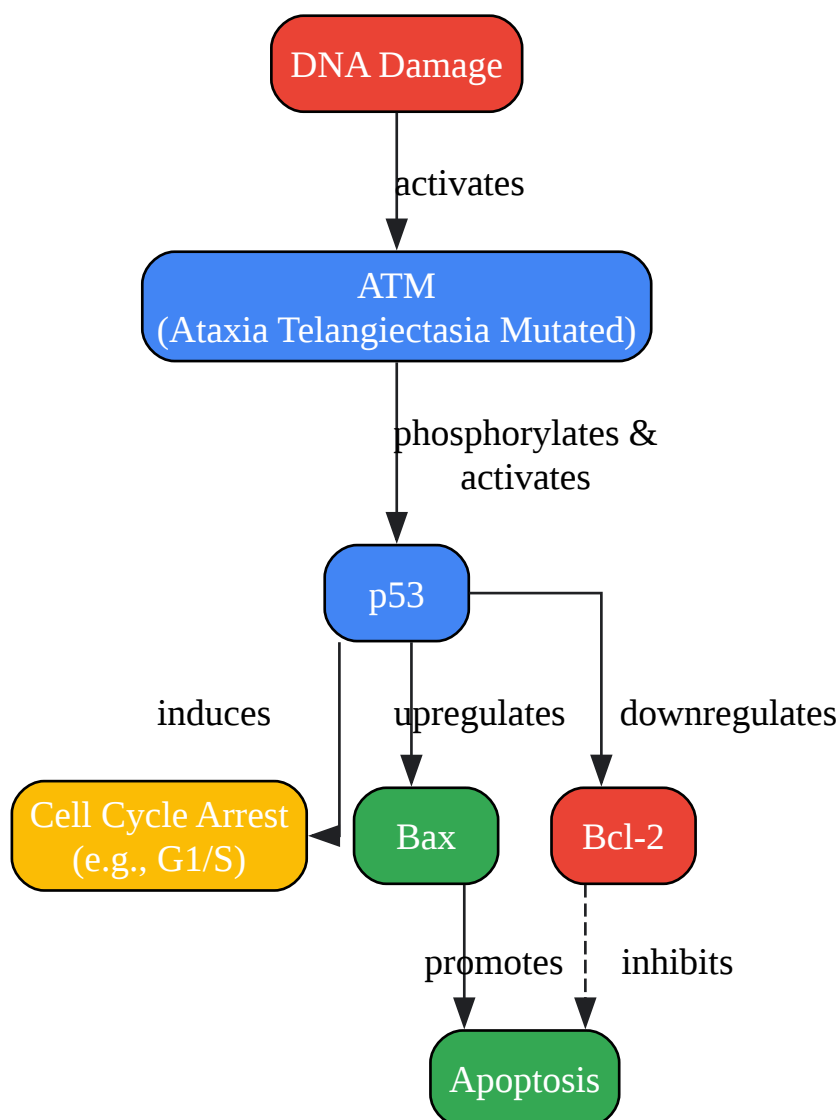 DNA Damage
activates
ATM
(Ataxia Telangiectasia Mutated)
phosphorylates &
activates
p53
induces
upregulates
downregulates
Cell Cycle Arrest
(e.g., G1/S)
Bax
Bcl-2
promotes
inhibits
Apoptosis